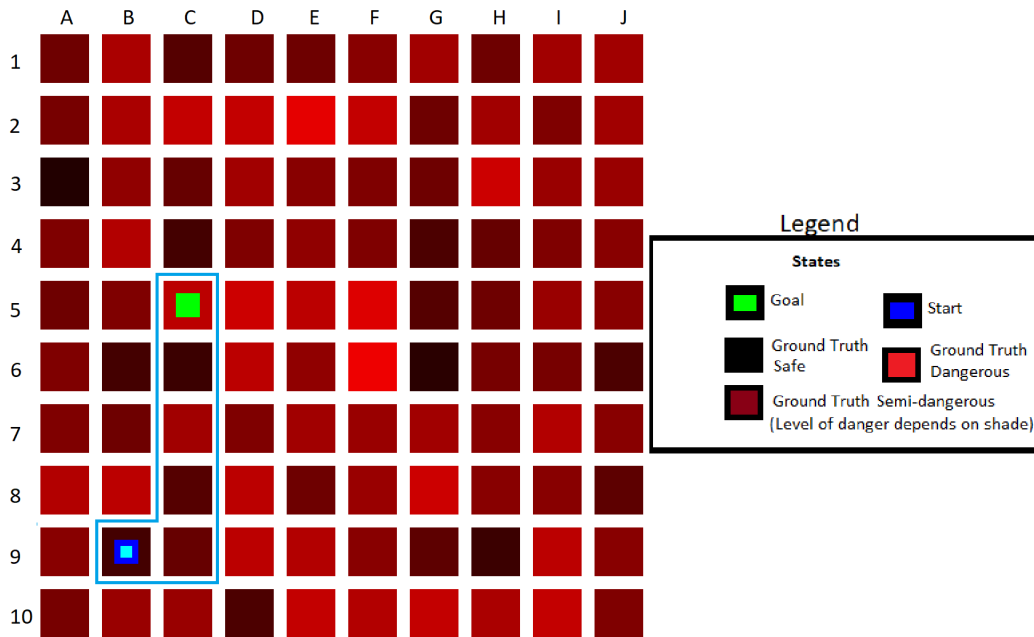 A B C D E F G H I J
1
2
3
4
5
6
7
8
9
10
Legend
States
Goal
Start
Ground Truth
Safe
Ground Truth
Dangerous
Ground Truth Semi-dangerous
(Level of danger depends on shade)